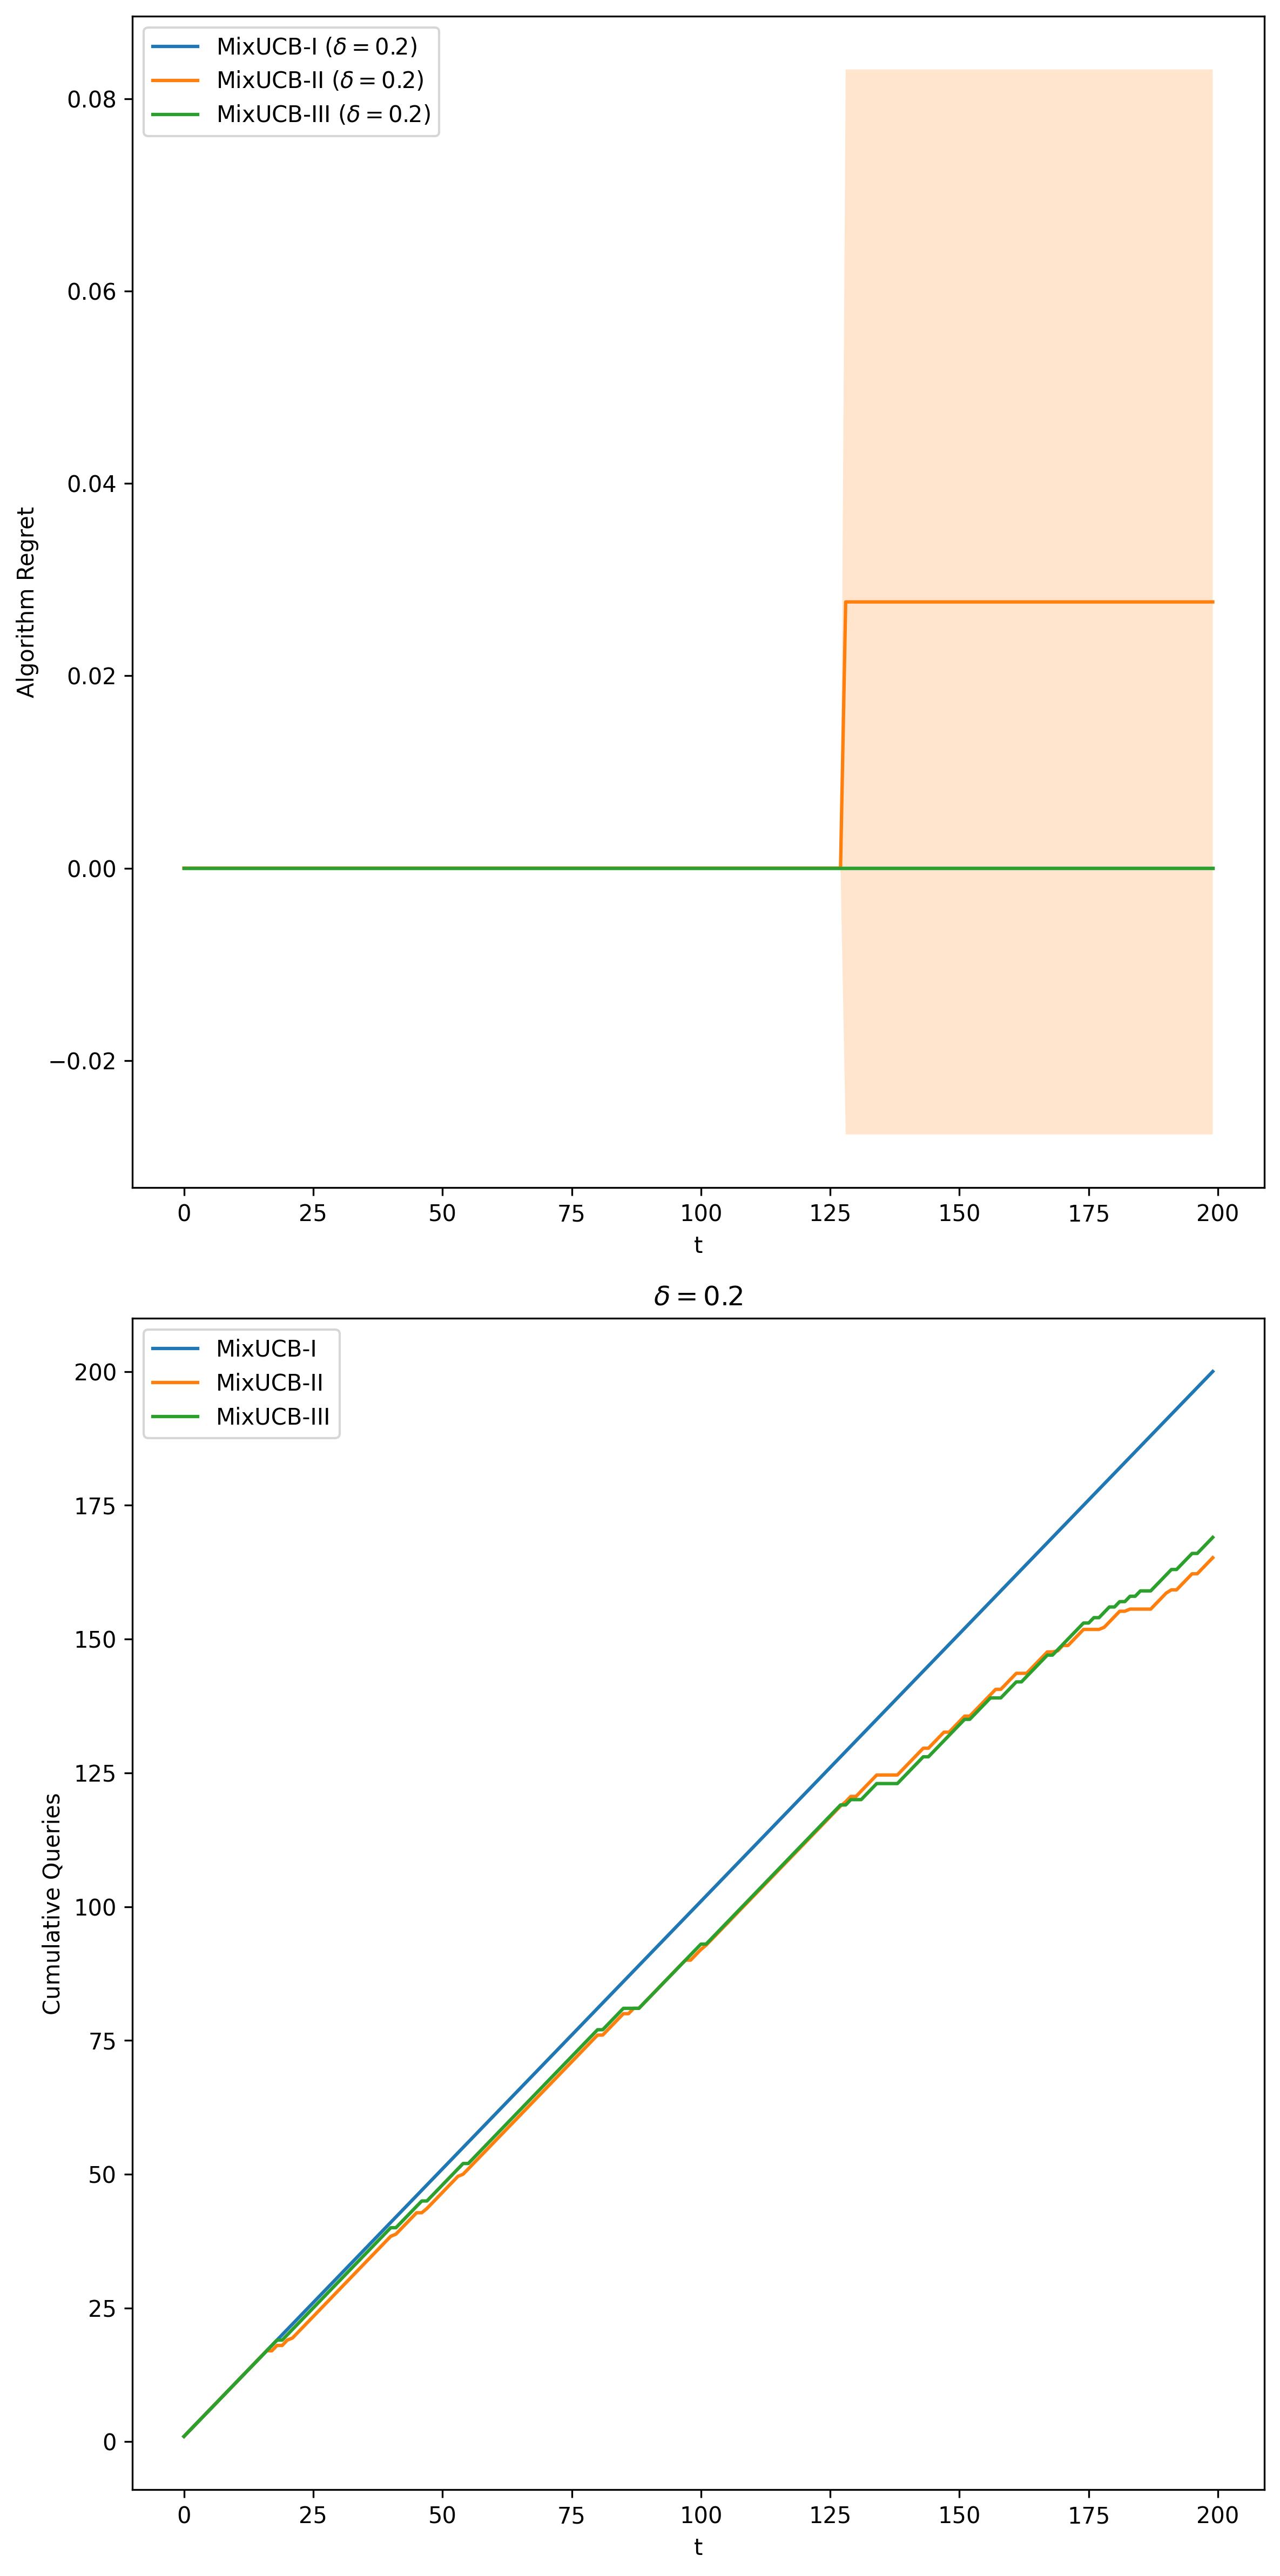 MixUCB-I (δ = 0.2)
MixUCB-II (δ = 0.2)
MixUCB-III (δ = 0.2)
0.08
0.06
0.04
0.02
0.00
−0.02
Algorithm Regret
0 25 50 75 100 125 150 175 200
t
δ = 0.2
MixUCB-I
MixUCB-II
MixUCB-III
200
175
150
125
100
75
50
25
0
Cumulative Queries
0 25 50 75 100 125 150 175 200
t